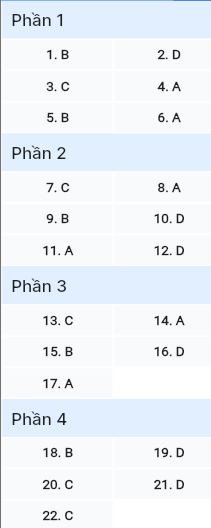 Phần 1
1. B 2. D
3. C 4. A
5. B 6. A
Phần 2
7. C 8. A
9. B 10. D
11. A 12. D
Phần 3
13. C 14. A
15. B 16. D
17. A
Phần 4
18. B 19. D
20. C 21. D
22. C